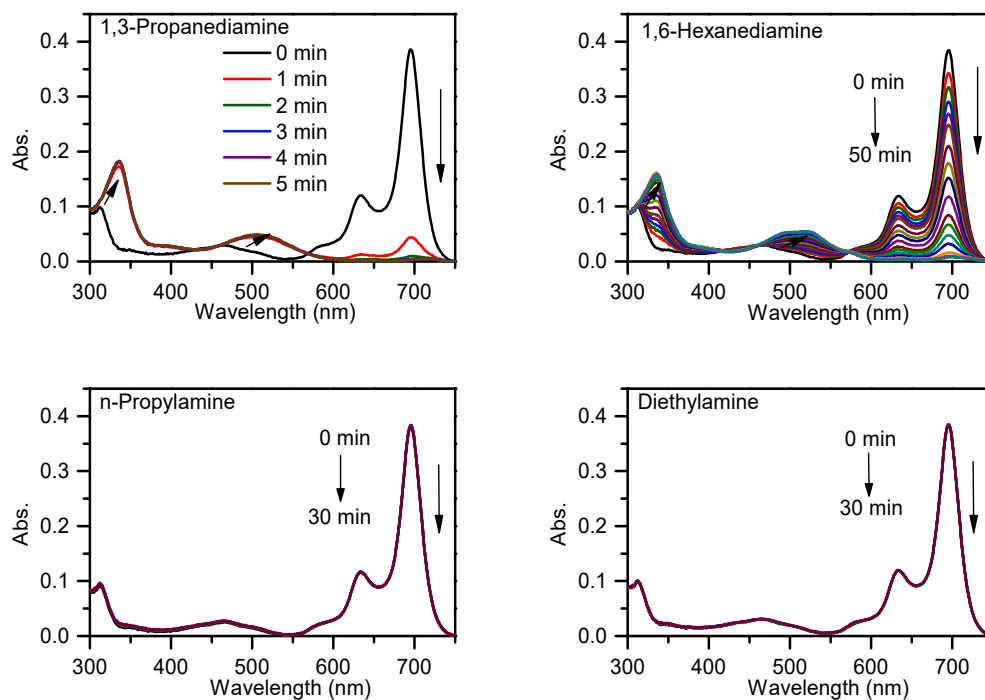 1,3-Propanediamine
0 min
1 min
2 min
3 min
4 min
5 min
0.4
0.3
0.2
0.1
0.0
Abs.
300 400 500 600 700
Wavelength (nm)
1,6-Hexanediamine
0 min
50 min
0.4
0.3
0.2
0.1
0.0
Abs.
300 400 500 600 700
Wavelength (nm)
n-Propylamine
0 min
30 min
0.4
0.3
0.2
0.1
0.0
Abs.
300 400 500 600 700
Wavelength (nm)
Diethylamine
0 min
30 min
0.4
0.3
0.2
0.1
0.0
Abs.
300 400 500 600 700
Wavelength (nm)